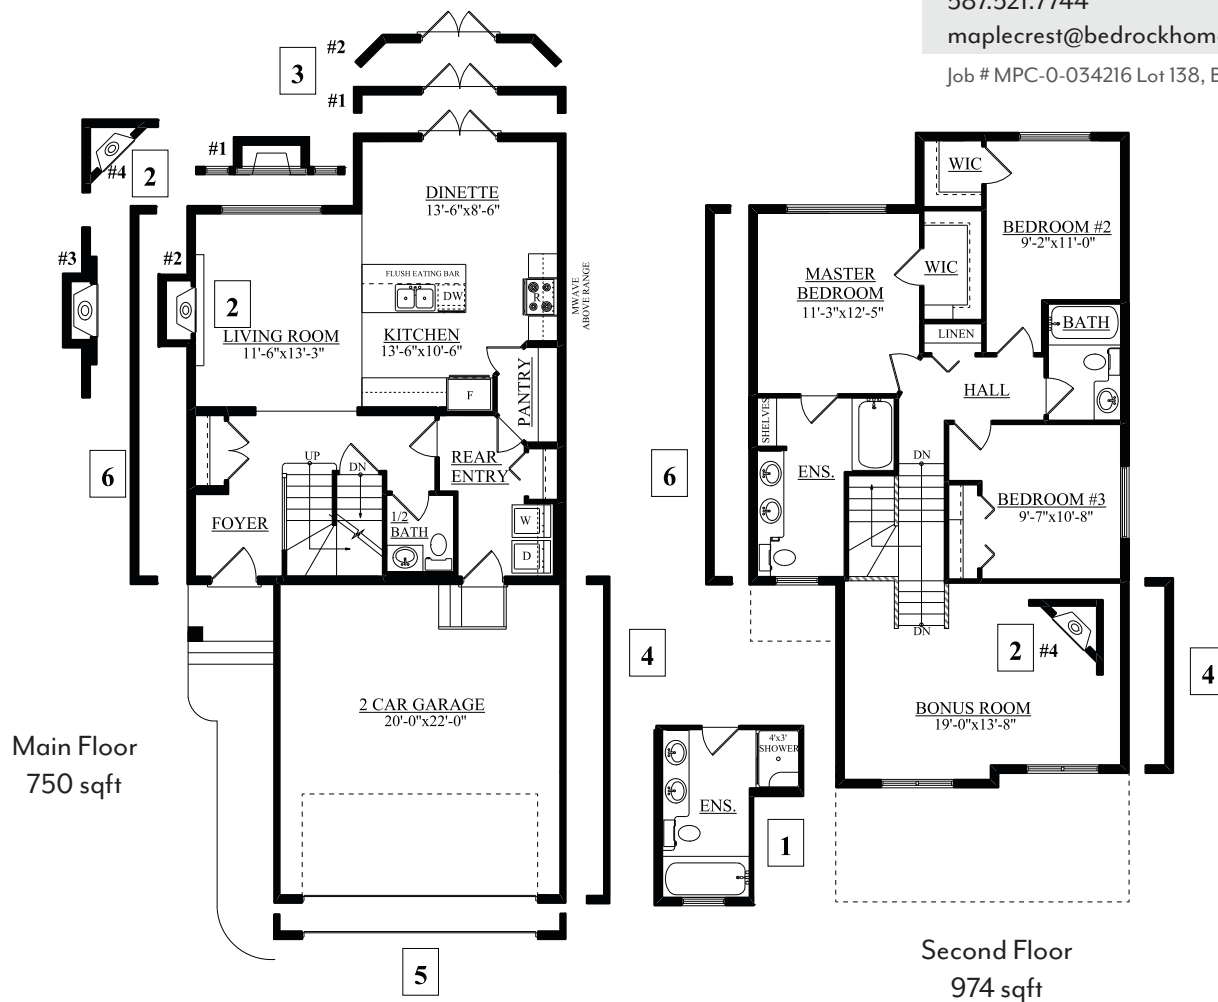 587.521.7744
maplecrest@bedrockhom
Job # MPC-0-034216 Lot 138, B
#2
3
#1
#1
#4
2
DINETTE
13'-6"x8'-6"
#3
#2
2
FLUSH EATING BAR
DW
R
MWAVE
ABOVE RANGE
LIVING ROOM
11'-6"x13'-3"
KITCHEN
13'-6"x10'-6"
F
PANTRY
6
UP
DN
REAR
ENTRY
FOYER
1/2
BATH
W
D
4
2 CAR GARAGE
20'-0"x22'-0"
Main Floor
750 sqft
5
WIC
BEDROOM #2
9'-2"x11'-0"
MASTER
BEDROOM
11'-3"x12'-5"
WIC
LINEN
BATH
HALL
SHELVES
6
ENS.
DN
BEDROOM #3
9'-7"x10'-8"
DN
2
#4
4
BONUS ROOM
19'-0"x13'-8"
4'x3'
SHOWER
ENS.
1
Second Floor
974 sqft